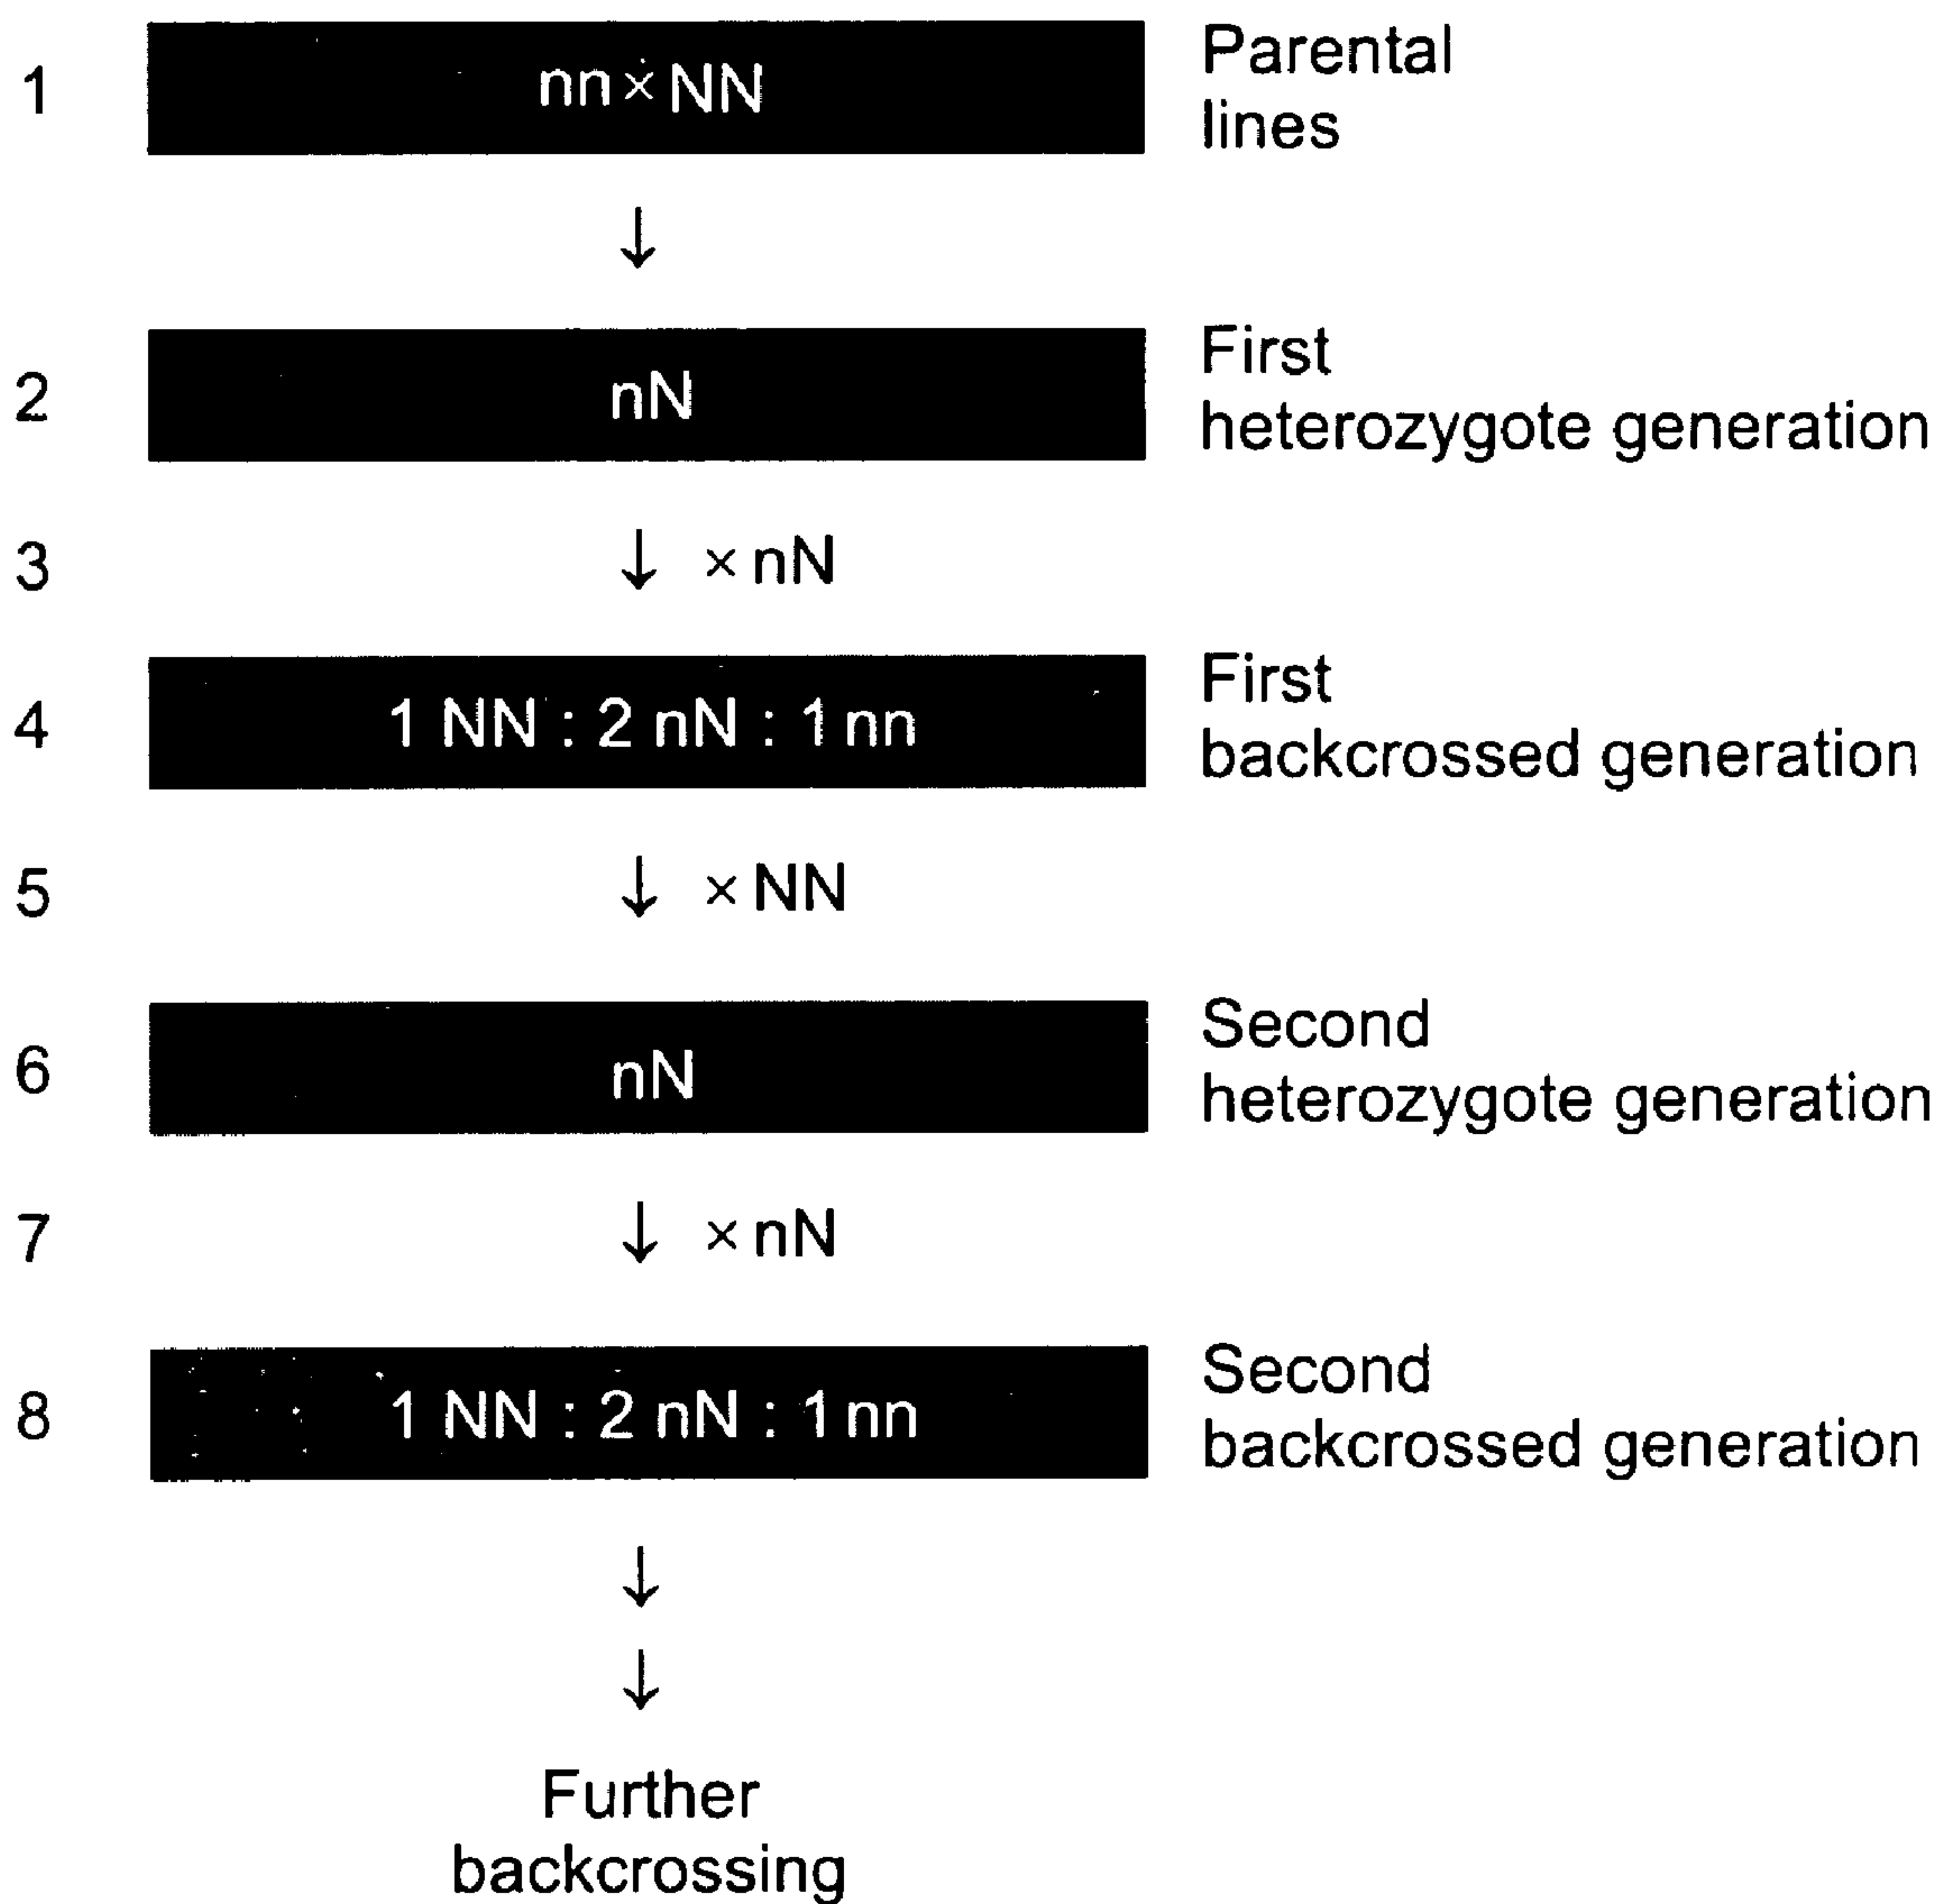 1 nn × NN Parental
lines
↓
2 nN First
heterozygote generation
3 ↓ × nN
4 1 NN : 2 nN : 1 nn First
backcrossed generation
5 ↓ × NN
6 nN Second
heterozygote generation
7 ↓ × nN
8 1 NN : 2 nN : 1 nn Second
backcrossed generation
↓
↓
Further
backcrossing